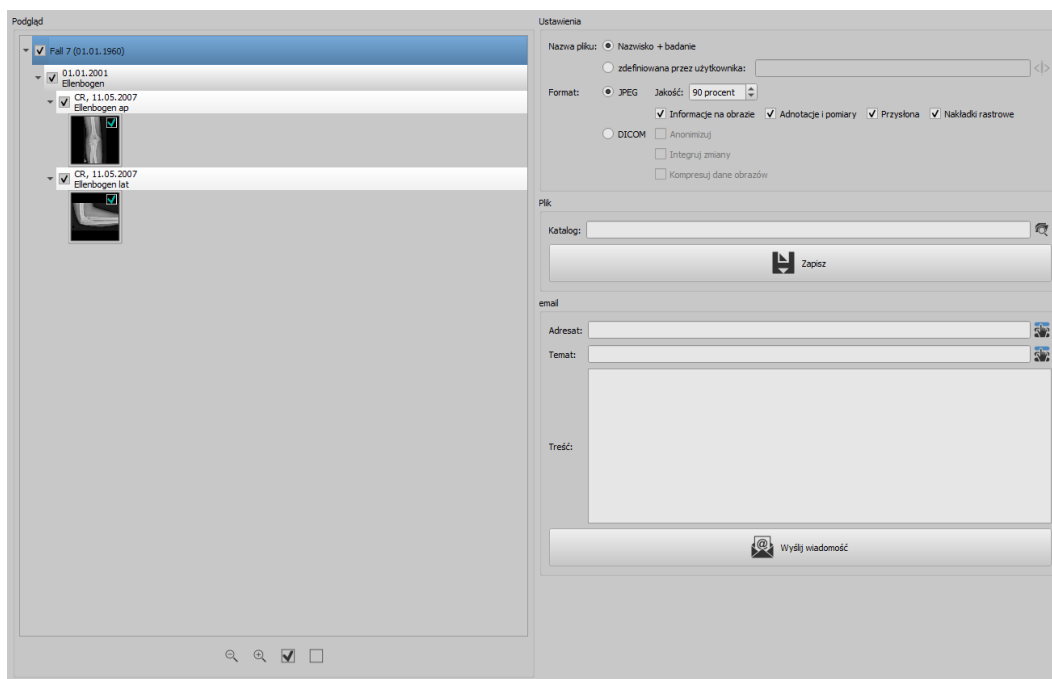 Podgląd
Fall 7 (01.01.1960)
01.01.2001
Ellenbogen
CR, 11.05.2007
Ellenbogen ap
CR, 11.05.2007
Ellenbogen lat
Ustawienia
Nazwa pliku: Nazwisko + badanie
zdefiniowana przez użytkownika:
Format: JPEG Jakość: 90 procent
Informacje na obrazie Adnotacje i pomiary Przysłona Nakładki rastrowe
DICOM Anonimizuj
Integruj zmiany
Kompresuj dane obrazów
Plik
Katalog:
Zapisz
email
Adresat:
Temat:
Treść:
Wyślij wiadomość